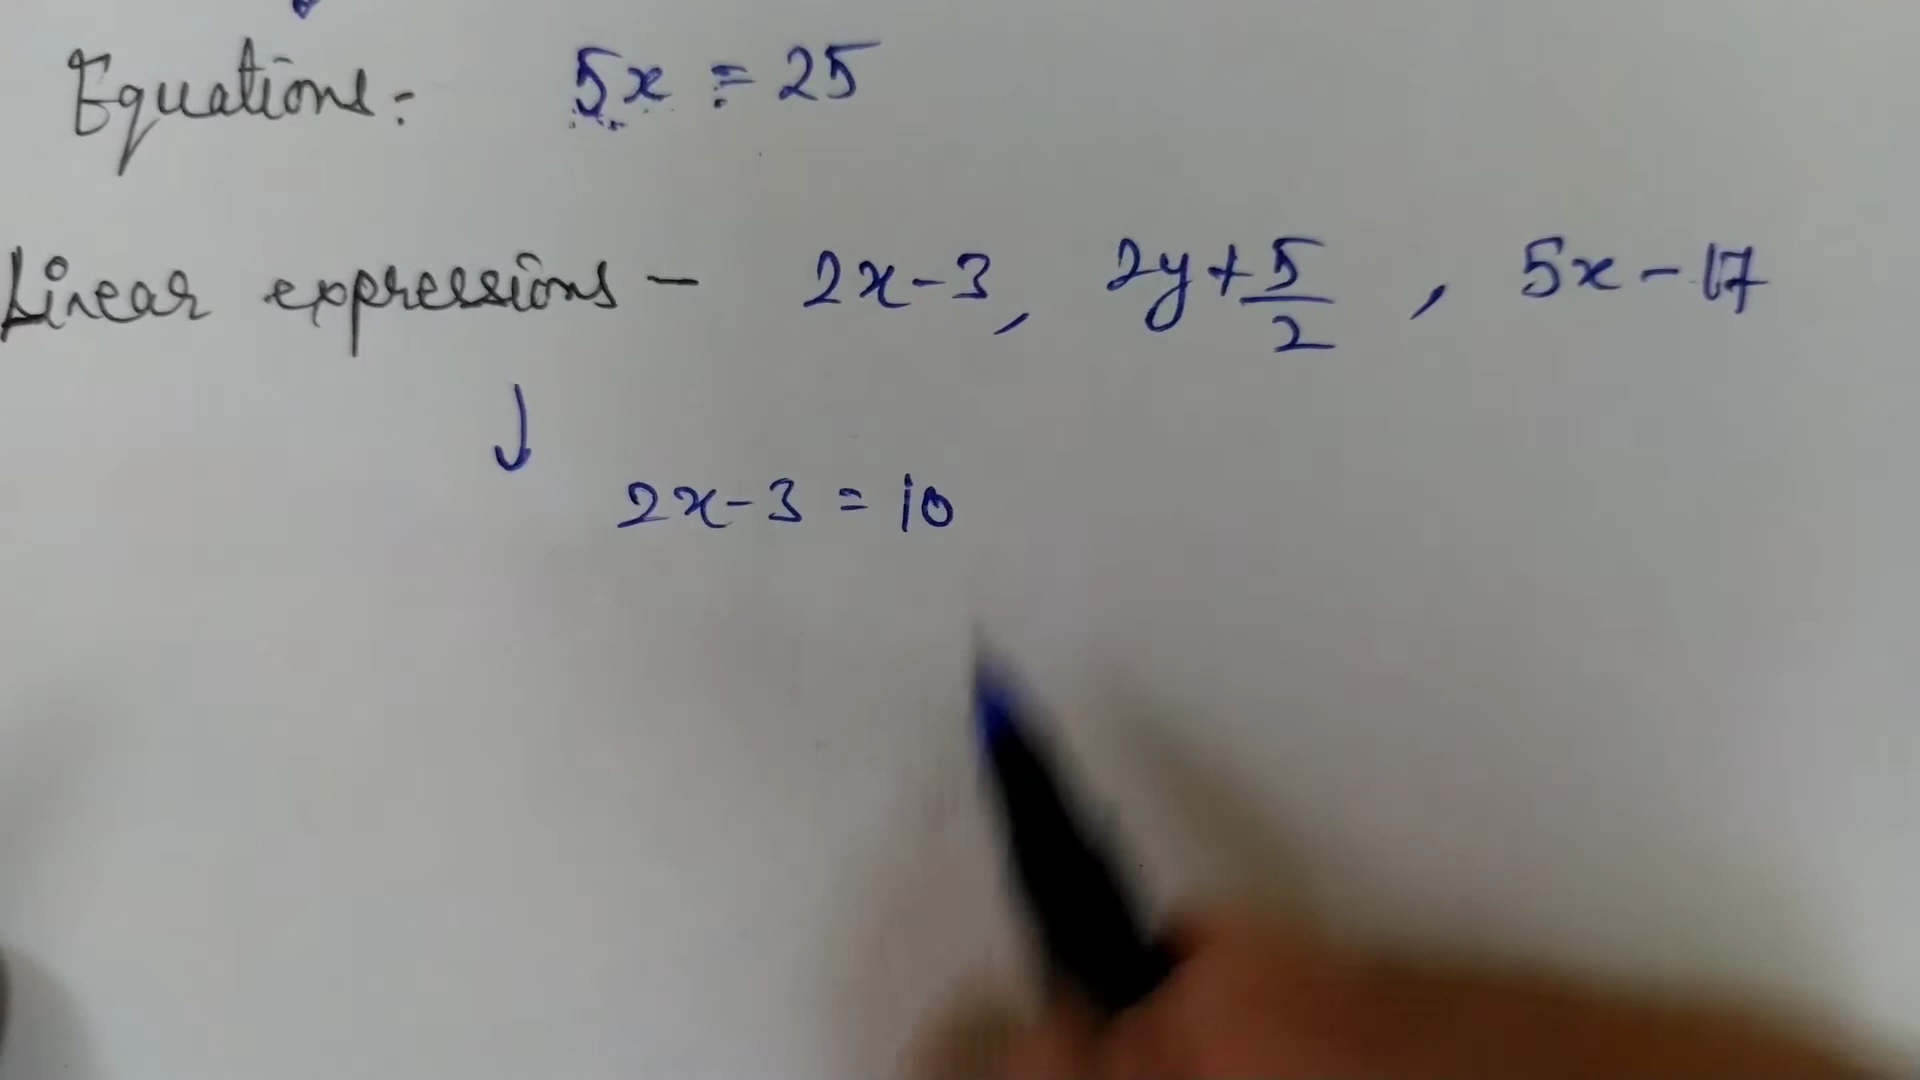 Equations:- 5x = 25
Linear expressions - 2x-3, 2y+5/2, 5x-17
↓
2x-3 = 10